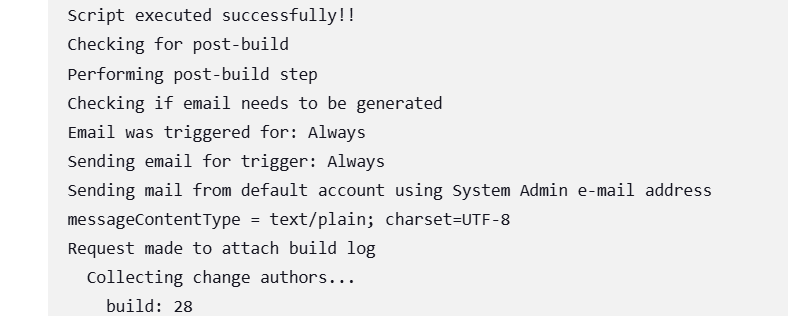 Script executed successfully!!
Checking for post-build
Performing post-build step
Checking if email needs to be generated
Email was triggered for: Always
Sending email for trigger: Always
Sending mail from default account using System Admin e-mail address
messageContentType = text/plain; charset=UTF-8
Request made to attach build log
  Collecting change authors...
    build: 28